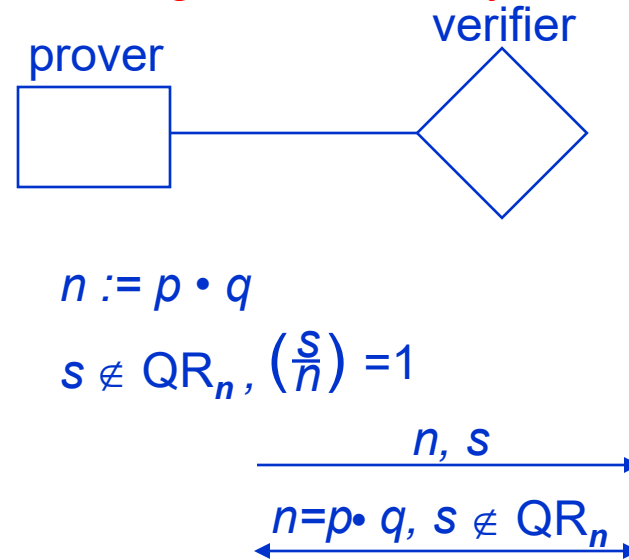 verifier
prover
n := p • q
s ∉ QRₙ , (s/n) =1
n, s
n=p• q, s ∉ QRₙ